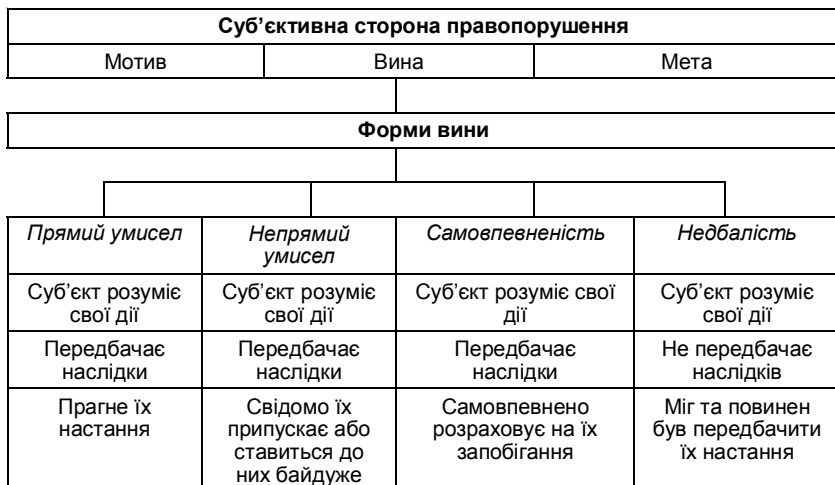 Суб’єктивна сторона правопорушення
Мотив Вина Мета
Форми вини
Прямий умисел Непрямий умисел Самовпевненість Недбалість
Суб’єкт розуміє свої дії Суб’єкт розуміє свої дії Суб’єкт розуміє свої дії Суб’єкт розуміє свої дії
Передбачає наслідки Передбачає наслідки Передбачає наслідки Не передбачає наслідків
Прагне їх настання Свідомо їх припускає або ставиться до них байдуже Самовпевнено розраховує на їх запобігання Міг та повинен був передбачити їх настання